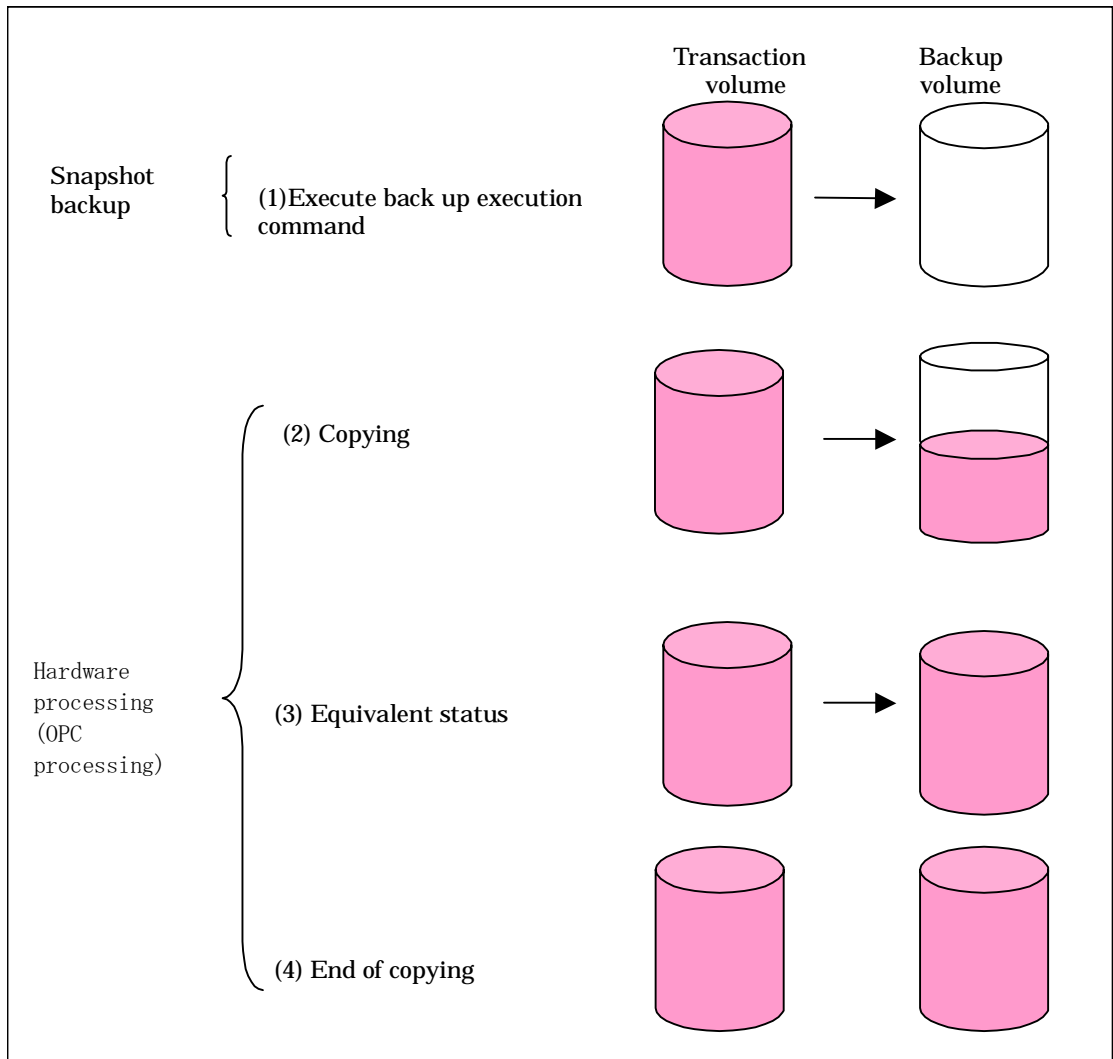 Transaction
volume
Backup
volume
Snapshot
backup
(1)Execute back up execution
command
(2) Copying
Hardware
processing
(OPC
processing)
(3) Equivalent status
(4) End of copying